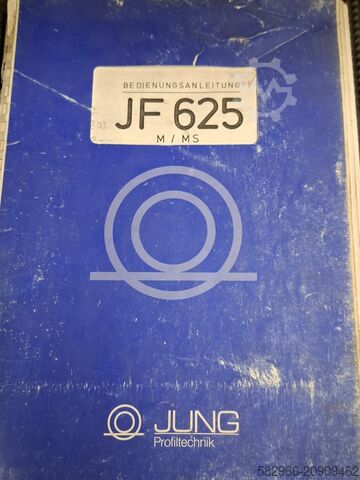 BEDIENUNGSANLEITUNG
JF 625
M / MS
JUNG
Profiltechnik
582966-20909462